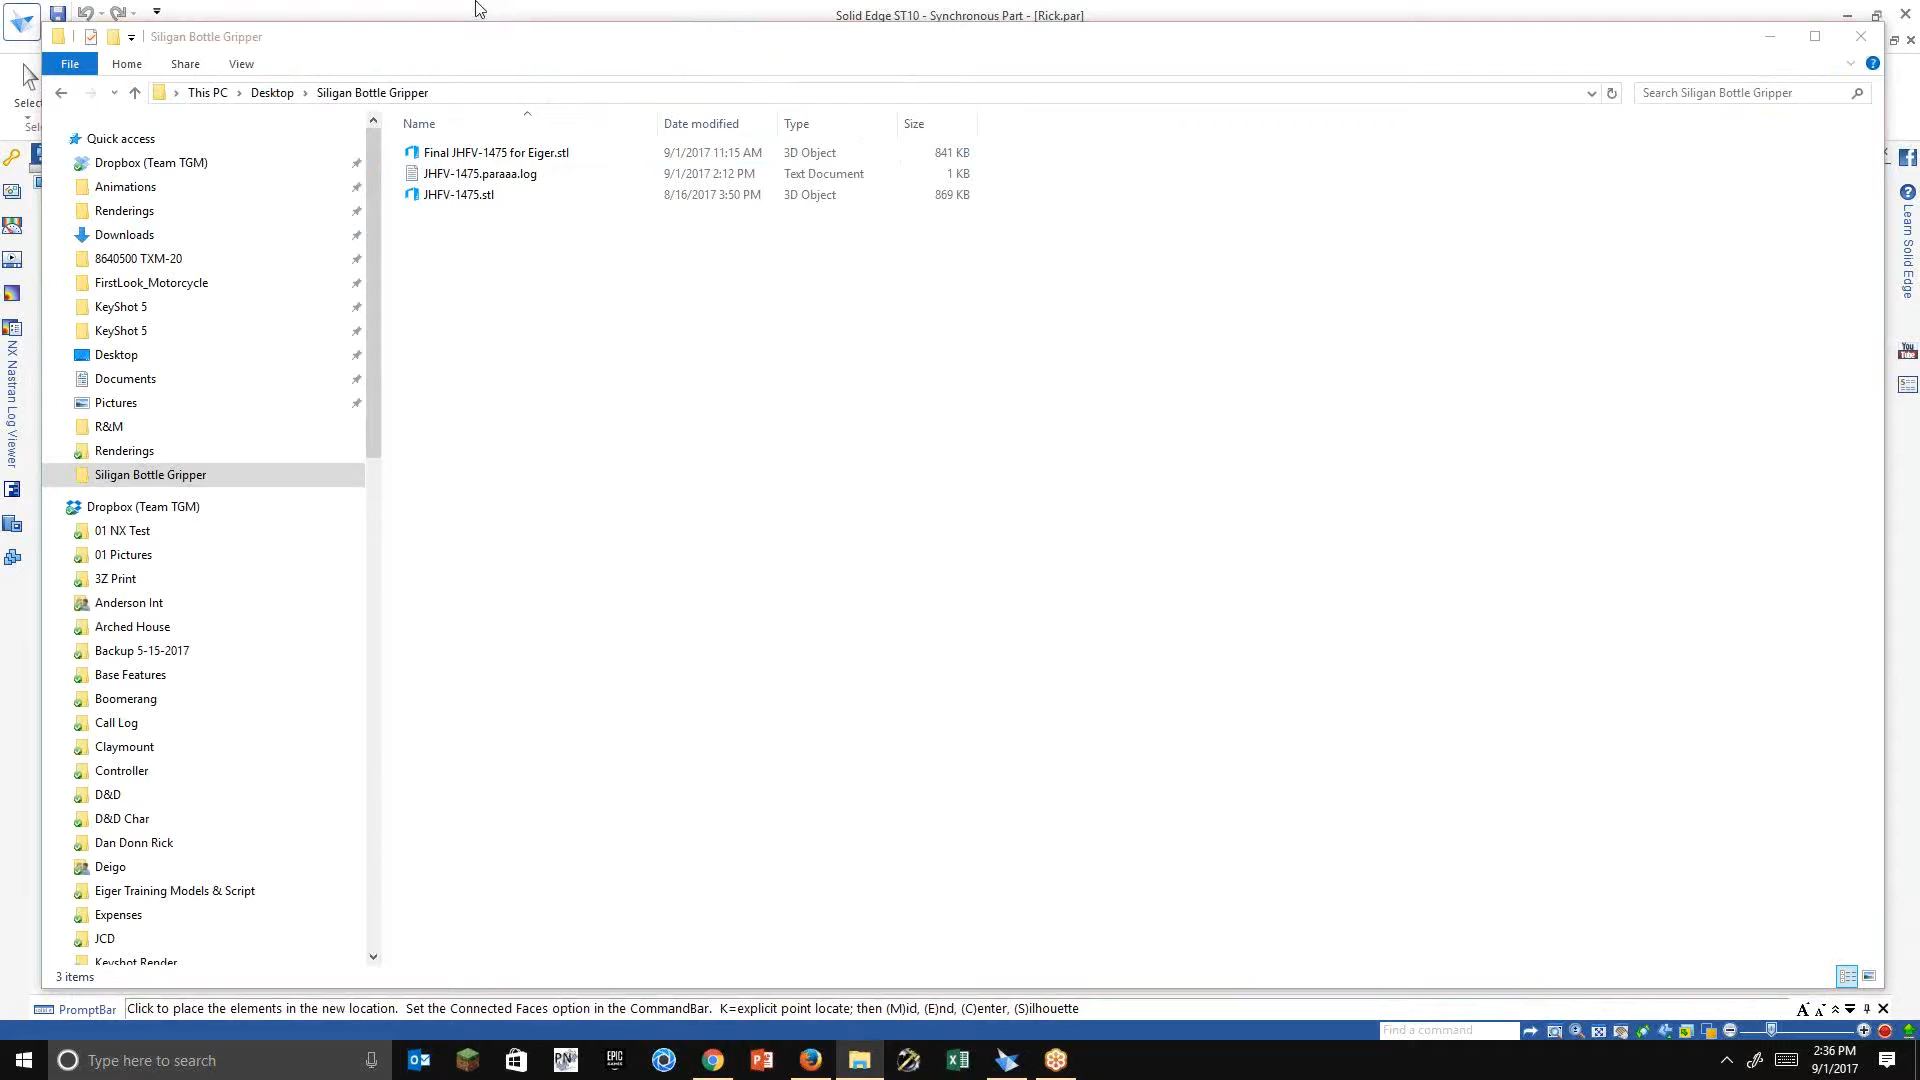 Solid Edge ST10 - Synchronous Part - [Rick.par]
Siligan Bottle Gripper
File Home Share View
This PC Desktop Siligan Bottle Gripper
Search Siligan Bottle Gripper
Select
Name Date modified Type Size
Final JHFV-1475 for Eiger.stl 9/1/2017 11:15 AM 3D Object 841 KB
JHFV-1475.paraaa.log 9/1/2017 2:12 PM Text Document 1 KB
JHFV-1475.stl 8/16/2017 3:50 PM 3D Object 869 KB
Quick access
Dropbox (Team TGM)
Animations
Renderings
Downloads
8640500 TXM-20
FirstLook_Motorcycle
KeyShot 5
KeyShot 5
Desktop
Documents
Pictures
R&M
Renderings
Siligan Bottle Gripper
Dropbox (Team TGM)
01 NX Test
01 Pictures
3Z Print
Anderson Int
Arched House
Backup 5-15-2017
Base Features
Boomerang
Call Log
Claymount
Controller
D&D
D&D Char
Dan Donn Rick
Deigo
Eiger Training Models & Script
Expenses
JCD
Keyshot Render
3 items
NX Nastran Log Viewer
Learn Solid Edge
You Tube
PromptBar Click to place the elements in the new location. Set the Connected Faces option in the CommandBar. K=explicit point locate; then (M)id, (E)nd, (C)enter, (S)ilhouette
Find a command
Type here to search
PN
EPIC GAMES
2:36 PM
9/1/2017